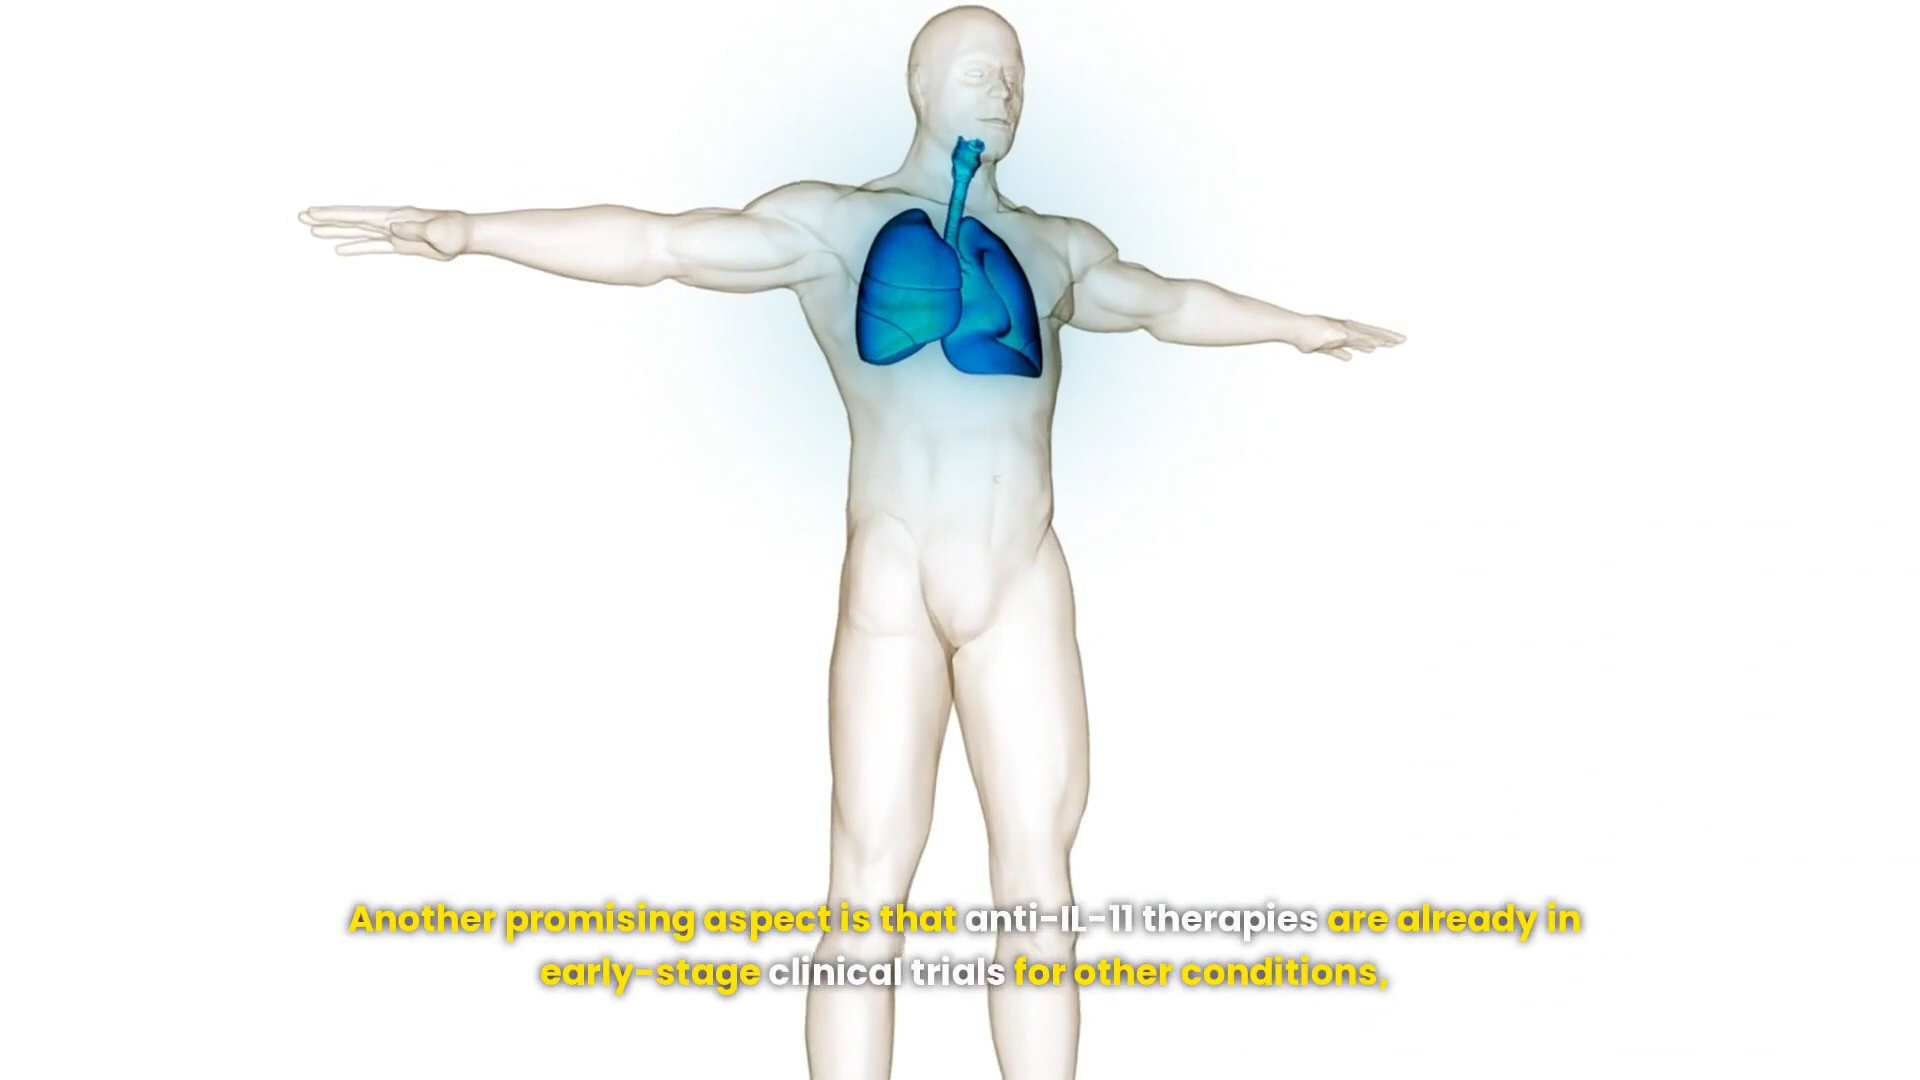 Another promising aspect is that anti-IL-11 therapies are already in
early-stage clinical trials for other conditions,